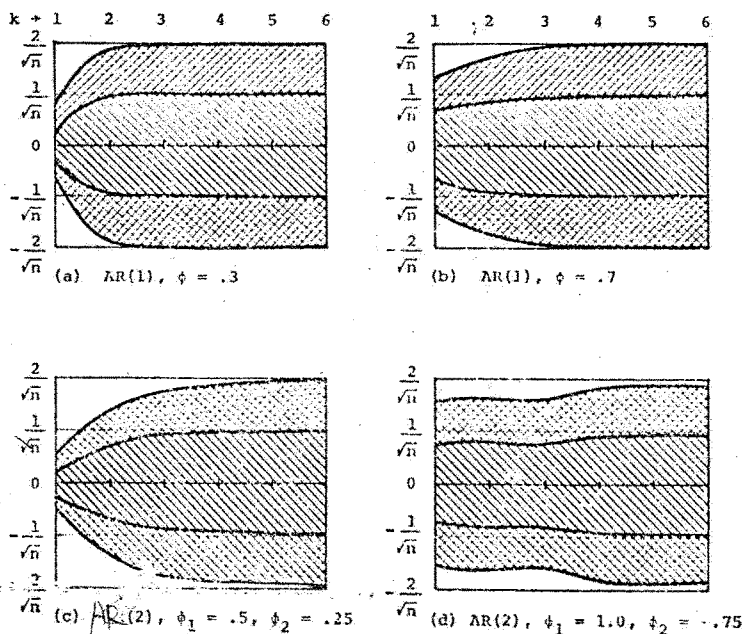 k → 1 2 3 4 5 6
1 2 3 4 5 6
2/√n
1/√n
0
-1/√n
-2/√n
(a) AR(1), φ = .3
2/√n
1/√n
0
-1/√n
-2/√n
(b) AR(1), φ = .7
2/√n
1/√n
0
-1/√n
-2/√n
(c) AR(2), φ₁ = .5, φ₂ = .25
2/√n
1/√n
0
-1/√n
-2/√n
(d) AR(2), φ₁ = 1.0, φ₂ = -.75